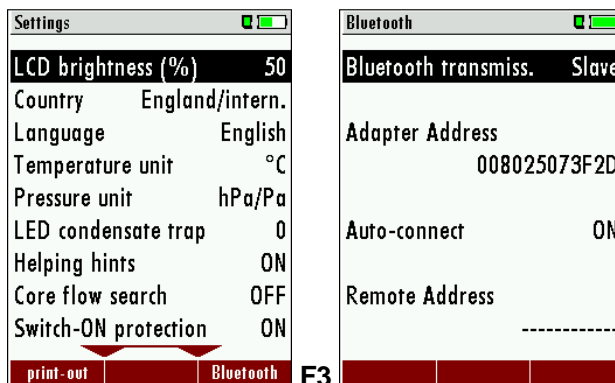 Settings
LCD brightness (%) 50
Country England/intern.
Language English
Temperature unit °C
Pressure unit hPa/Pa
LED condensate trap 0
Helping hints ON
Core flow search OFF
Switch-ON protection ON
print-out Bluetooth
F3
Bluetooth
Bluetooth transmiss. Slave
Adapter Address
008025073F2D
Auto-connect ON
Remote Address
------------